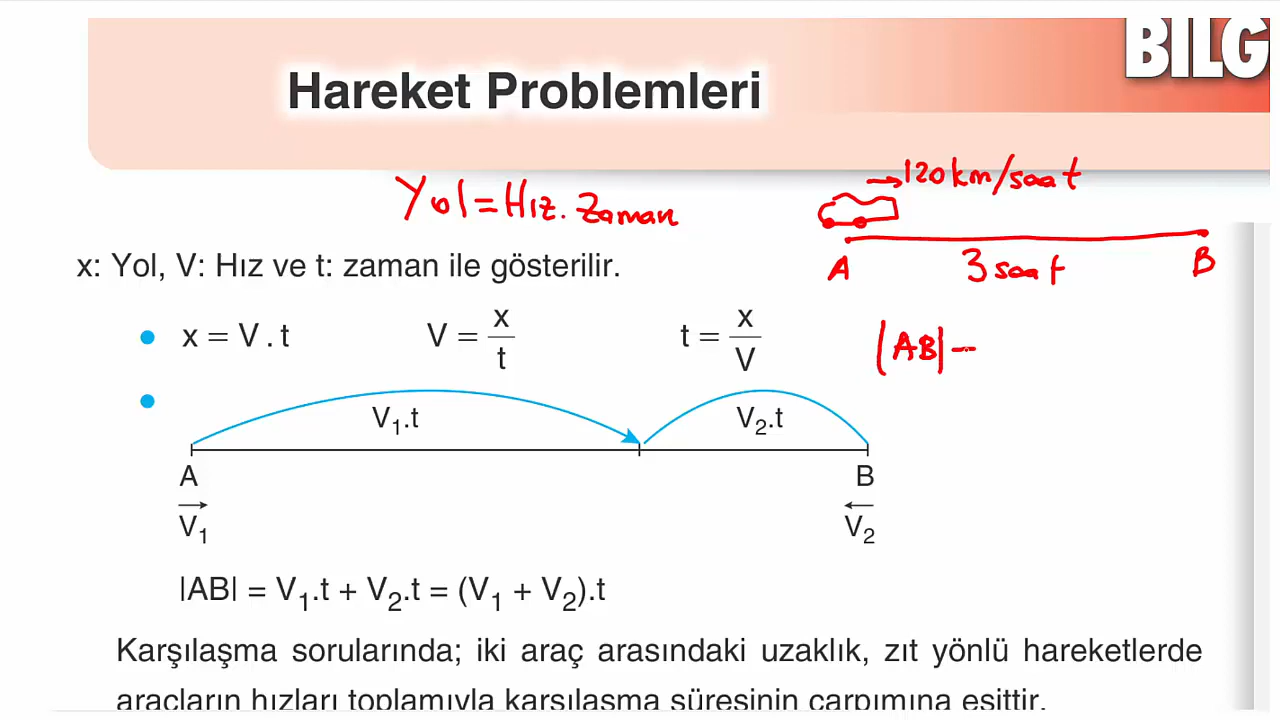 BILG
Hareket Problemleri
Yol = Hız . Zaman
120 km/saat
A 3 saat B
x: Yol, V: Hız ve t: zaman ile gösterilir.
x = V . t V = x/t t = x/V
|AB| =
V₁.t V₂.t
A B
V₁ V₂
|AB| = V₁.t + V₂.t = (V₁ + V₂).t
Karşılaşma sorularında; iki araç arasındaki uzaklık, zıt yönlü hareketlerde
araçların hızları toplamıyla karşılaşma süresinin çarpımına eşittir.